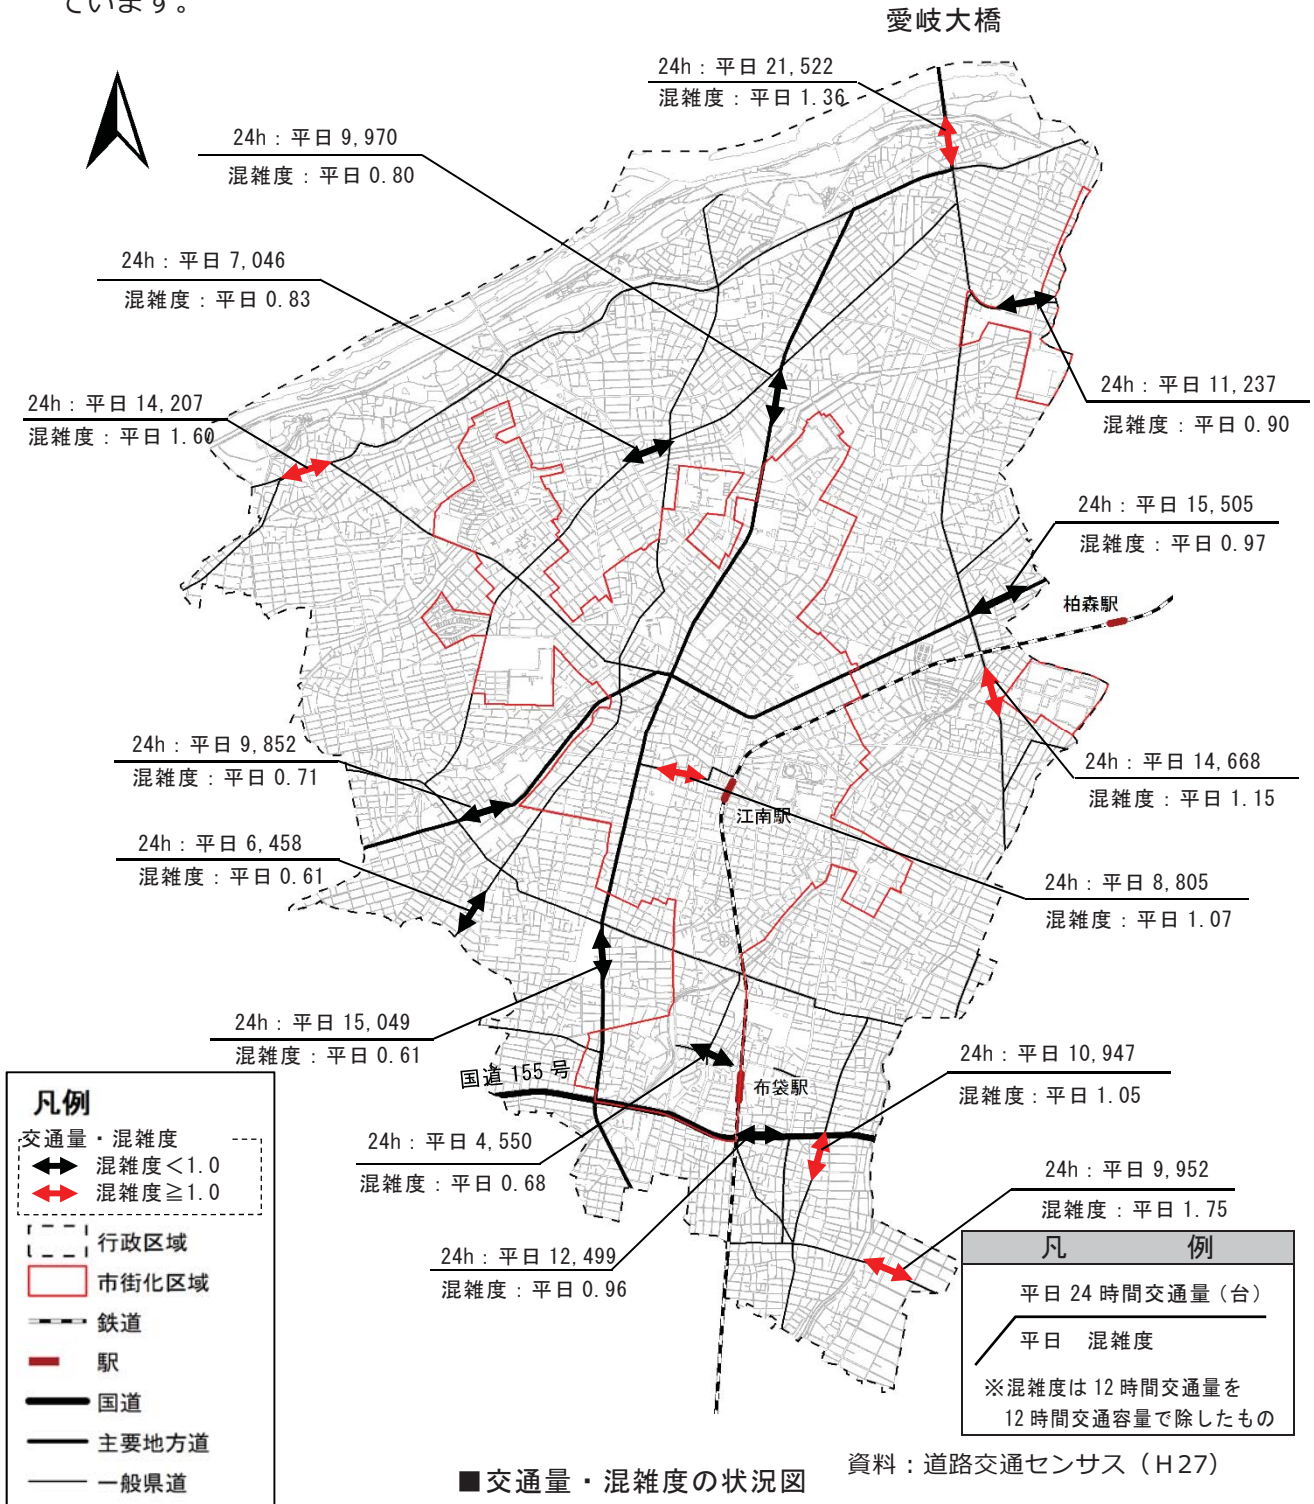 ています。
愛岐大橋
24h：平日 21,522
混雑度：平日 1.36
24h：平日 9,970
混雑度：平日 0.80
24h：平日 7,046
混雑度：平日 0.83
24h：平日 14,207
混雑度：平日 1.60
24h：平日 11,237
混雑度：平日 0.90
24h：平日 15,505
混雑度：平日 0.97
柏森駅
24h：平日 9,852
混雑度：平日 0.71
24h：平日 14,668
混雑度：平日 1.15
江南駅
24h：平日 6,458
混雑度：平日 0.61
24h：平日 8,805
混雑度：平日 1.07
24h：平日 15,049
混雑度：平日 0.61
国道 155 号
24h：平日 10,947
混雑度：平日 1.05
布袋駅
24h：平日 4,550
混雑度：平日 0.68
24h：平日 9,952
混雑度：平日 1.75
24h：平日 12,499
混雑度：平日 0.96
凡例
交通量・混雑度
混雑度＜1.0
混雑度≧1.0
行政区域
市街化区域
鉄道
駅
国道
主要地方道
一般県道
凡　例
平日 24 時間交通量（台）
平日　混雑度
※混雑度は 12 時間交通量を
12 時間交通容量で除したもの
■交通量・混雑度の状況図
資料：道路交通センサス（Ｈ27）